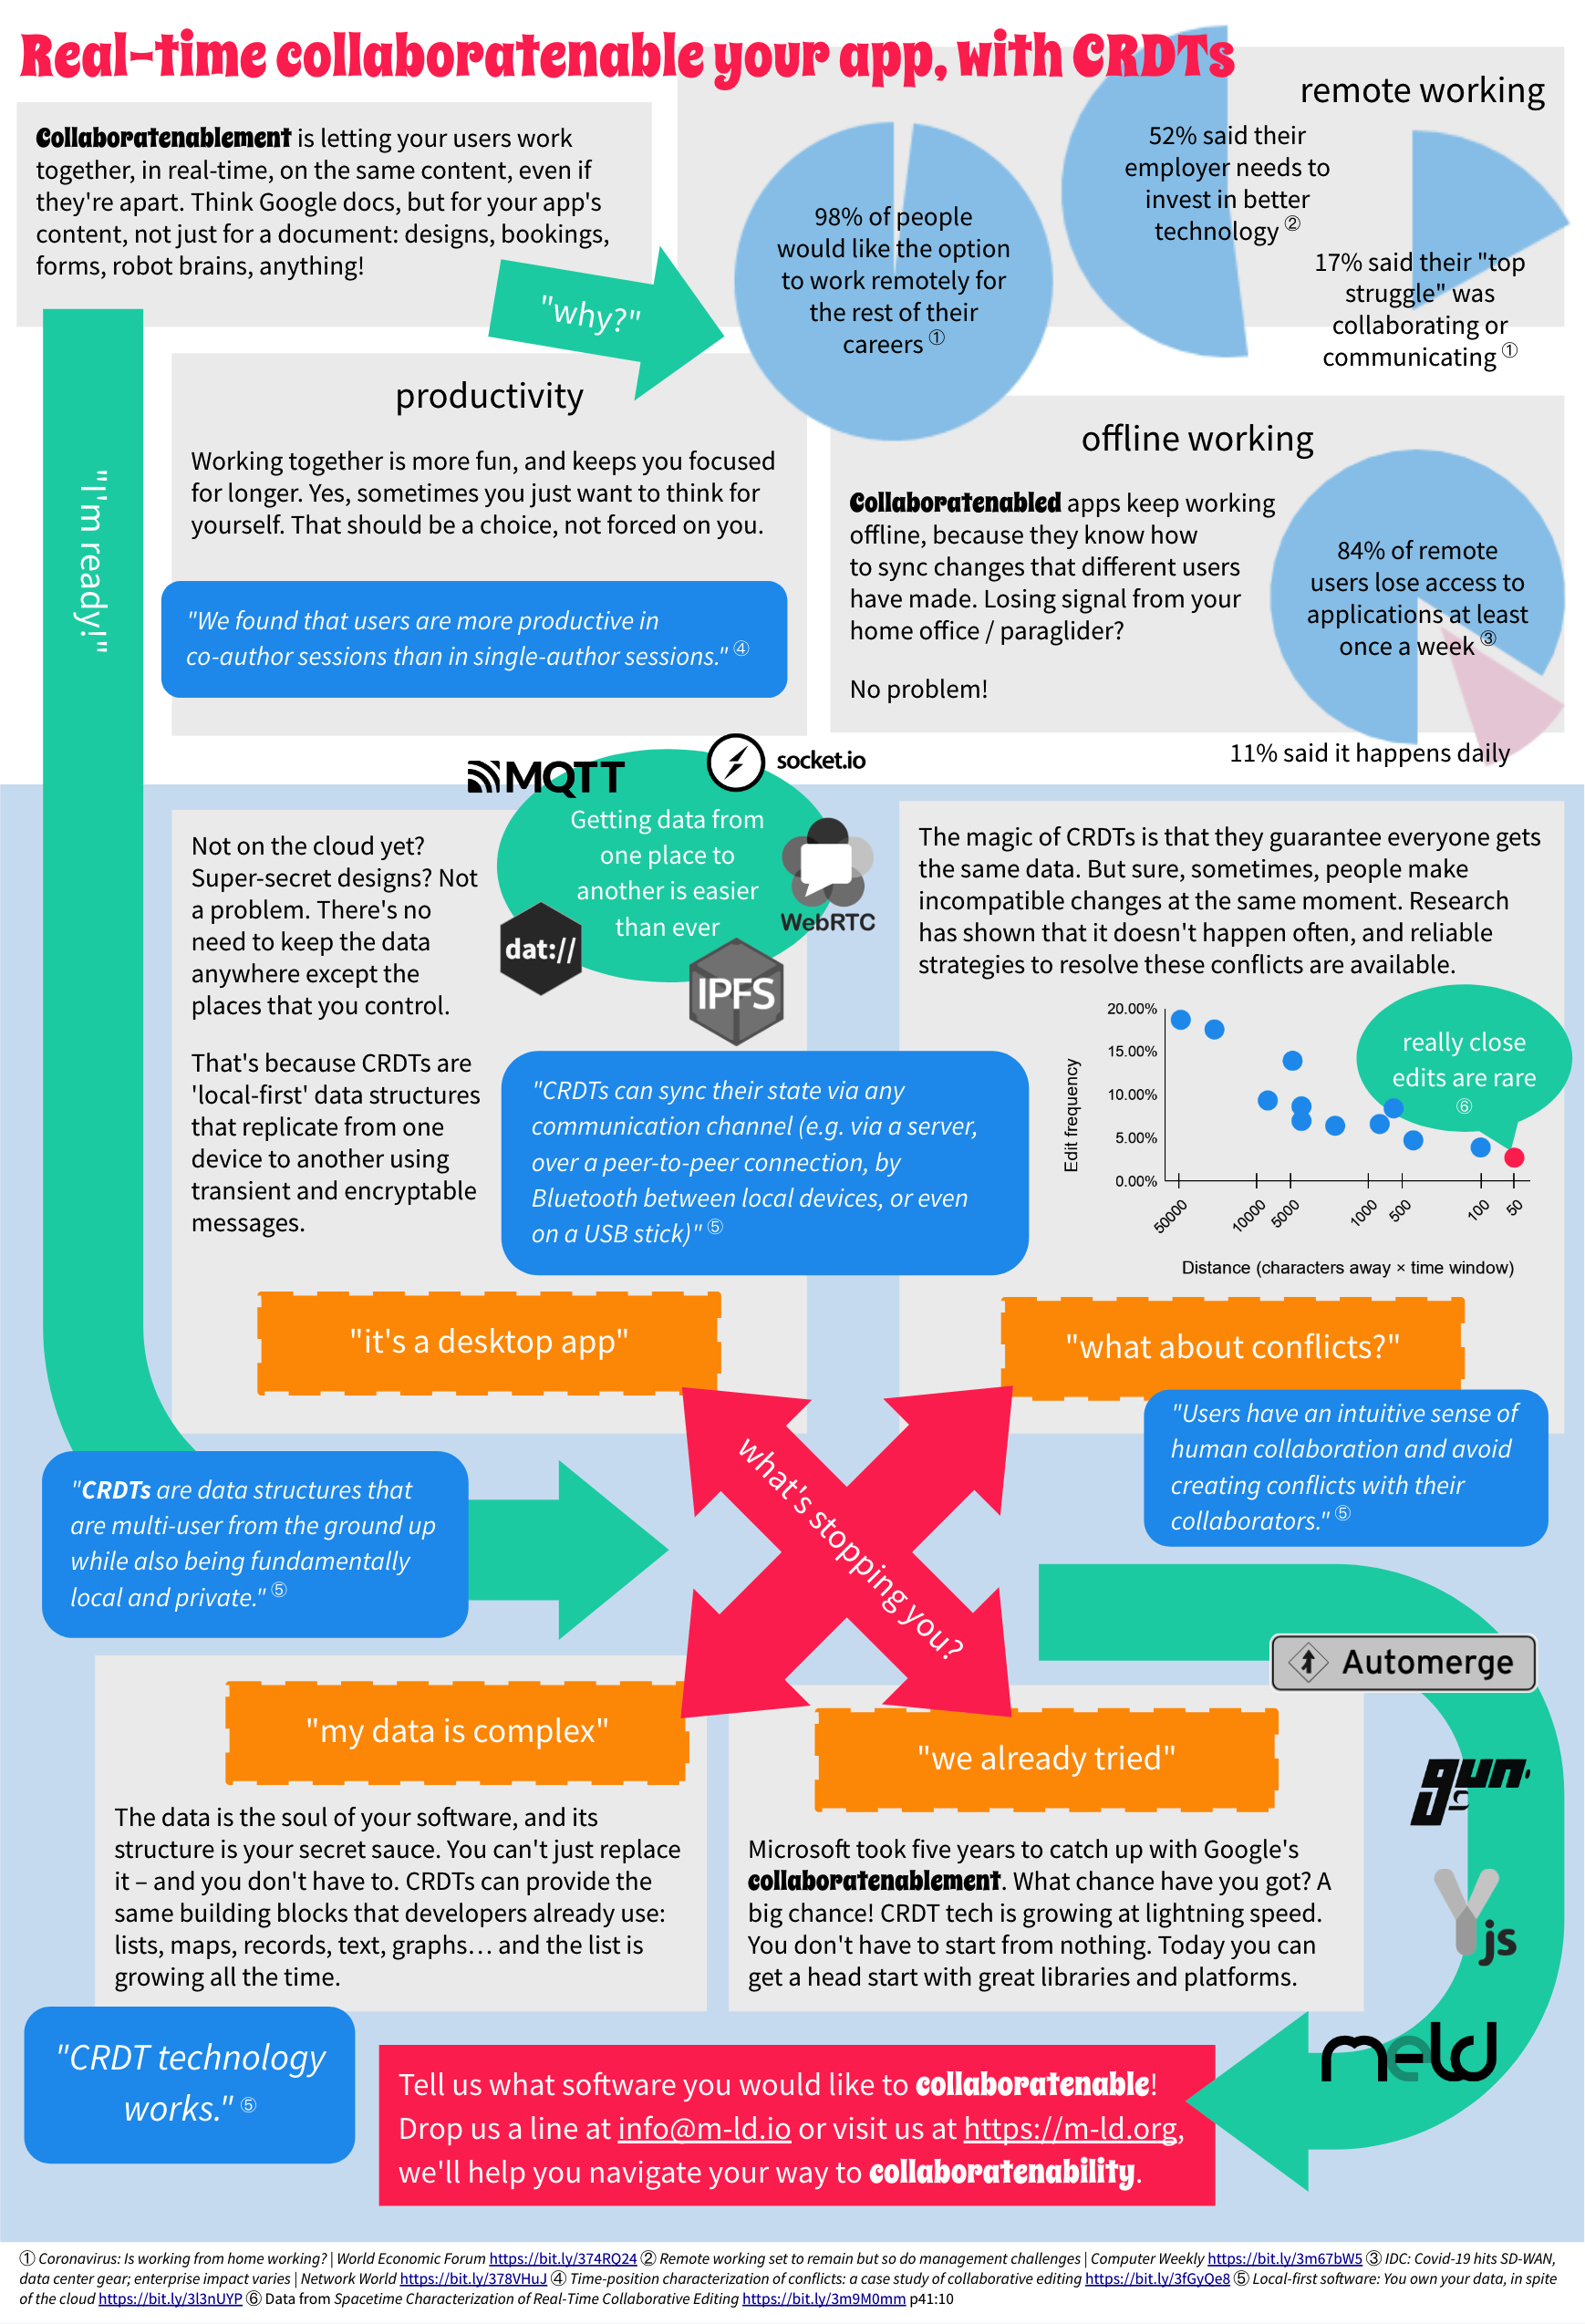 Real-time collaboratenable your app, with CRDTs
Collaboratenablement is letting your users work
together, in real-time, on the same content, even if
they're apart. Think Google docs, but for your app's
content, not just for a document: designs, bookings,
forms, robot brains, anything!
"why?"
remote working
98% of people
would like the option
to work remotely for
the rest of their
careers ①
52% said their
employer needs to
invest in better
technology ②
17% said their "top
struggle" was
collaborating or
communicating ①
"I'm ready!"
productivity
Working together is more fun, and keeps you focused
for longer. Yes, sometimes you just want to think for
yourself. That should be a choice, not forced on you.
"We found that users are more productive in
co-author sessions than in single-author sessions." ④
offline working
Collaboratenabled apps keep working
offline, because they know how
to sync changes that different users
have made. Losing signal from your
home office / paraglider?
No problem!
84% of remote
users lose access to
applications at least
once a week ③
11% said it happens daily
Not on the cloud yet?
Super-secret designs? Not
a problem. There's no
need to keep the data
anywhere except the
places that you control.
That's because CRDTs are
'local-first' data structures
that replicate from one
device to another using
transient and encryptable
messages.
MQTT
socket.io
Getting data from
one place to
another is easier
than ever
WebRTC
dat://
IPFS
"CRDTs can sync their state via any
communication channel (e.g. via a server,
over a peer-to-peer connection, by
Bluetooth between local devices, or even
on a USB stick)" ⑤
"it's a desktop app"
The magic of CRDTs is that they guarantee everyone gets
the same data. But sure, sometimes, people make
incompatible changes at the same moment. Research
has shown that it doesn't happen often, and reliable
strategies to resolve these conflicts are available.
Edit frequency
20.00%
15.00%
10.00%
5.00%
0.00%
50000
10000
5000
1000
500
100
50
Distance (characters away × time window)
really close
edits are rare
⑥
"what about conflicts?"
"Users have an intuitive sense of
human collaboration and avoid
creating conflicts with their
collaborators." ⑤
"CRDTs are data structures that
are multi-user from the ground up
while also being fundamentally
local and private." ⑤
what's stopping you?
"my data is complex"
The data is the soul of your software, and its
structure is your secret sauce. You can't just replace
it – and you don't have to. CRDTs can provide the
same building blocks that developers already use:
lists, maps, records, text, graphs… and the list is
growing all the time.
"we already tried"
Microsoft took five years to catch up with Google's
collaboratenablement. What chance have you got? A
big chance! CRDT tech is growing at lightning speed.
You don't have to start from nothing. Today you can
get a head start with great libraries and platforms.
Automerge
gun
Yjs
m-ld
"CRDT technology
works." ⑤
Tell us what software you would like to collaboratenable!
Drop us a line at info@m-ld.io or visit us at https://m-ld.org,
we'll help you navigate your way to collaboratenability.
① Coronavirus: Is working from home working? | World Economic Forum https://bit.ly/374RQ24 ② Remote working set to remain but so do management challenges | Computer Weekly https://bit.ly/3m67bW5 ③ IDC: Covid-19 hits SD-WAN,
data center gear; enterprise impact varies | Network World https://bit.ly/378VHuJ ④ Time-position characterization of conflicts: a case study of collaborative editing https://bit.ly/3fGyQe8 ⑤ Local-first software: You own your data, in spite
of the cloud https://bit.ly/3l3nUYP ⑥ Data from Spacetime Characterization of Real-Time Collaborative Editing https://bit.ly/3m9M0mm p41:10